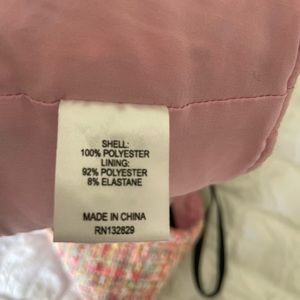 SHELL:
100% POLYESTER
LINING:
92% POLYESTER
8% ELASTANE
MADE IN CHINA
RN132829